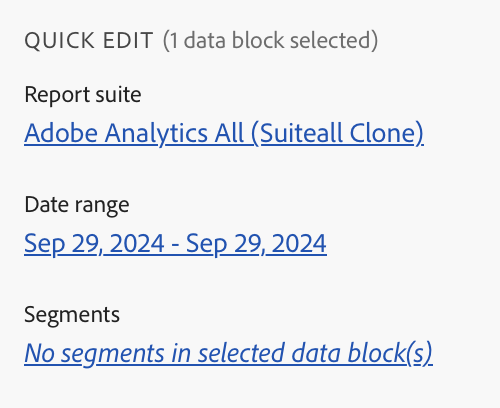 QUICK EDIT (1 data block selected)
Report suite
Adobe Analytics All (Suiteall Clone)
Date range
Sep 29, 2024 - Sep 29, 2024
Segments
No segments in selected data block(s)